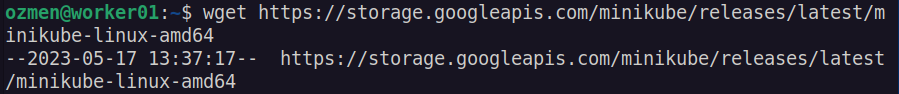 ozmen@worker01:~$ wget https://storage.googleapis.com/minikube/releases/latest/m
inikube-linux-amd64
--2023-05-17 13:37:17--  https://storage.googleapis.com/minikube/releases/latest
/minikube-linux-amd64